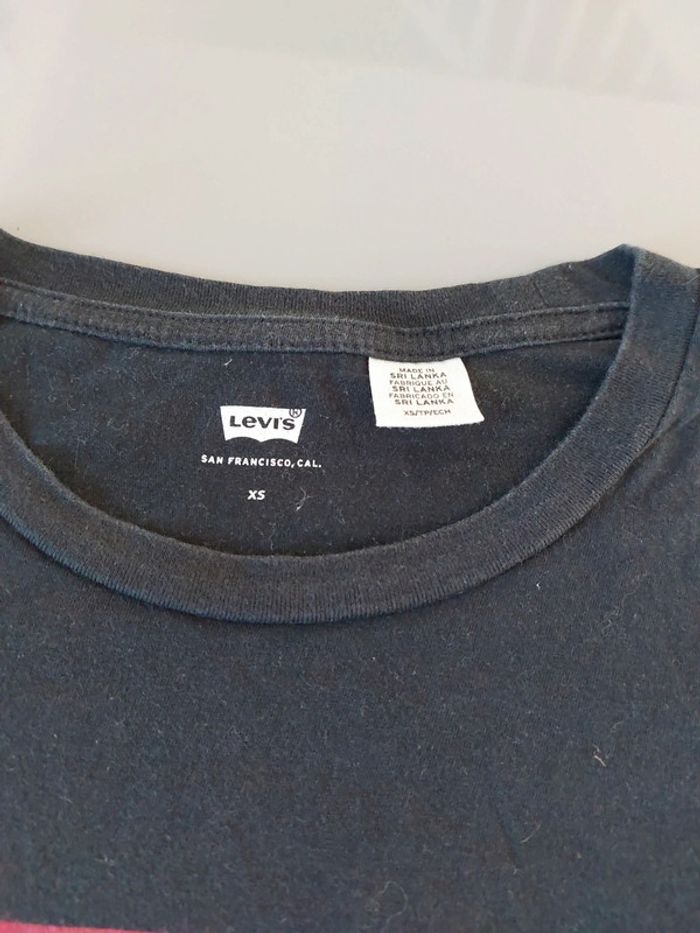 Levi's®
SAN FRANCISCO, CAL.
XS
MADE IN
SRI LANKA
FABRIQUE AU
SRI LANKA
FABRICADO EN
SRI LANKA
XS/TP/ECH